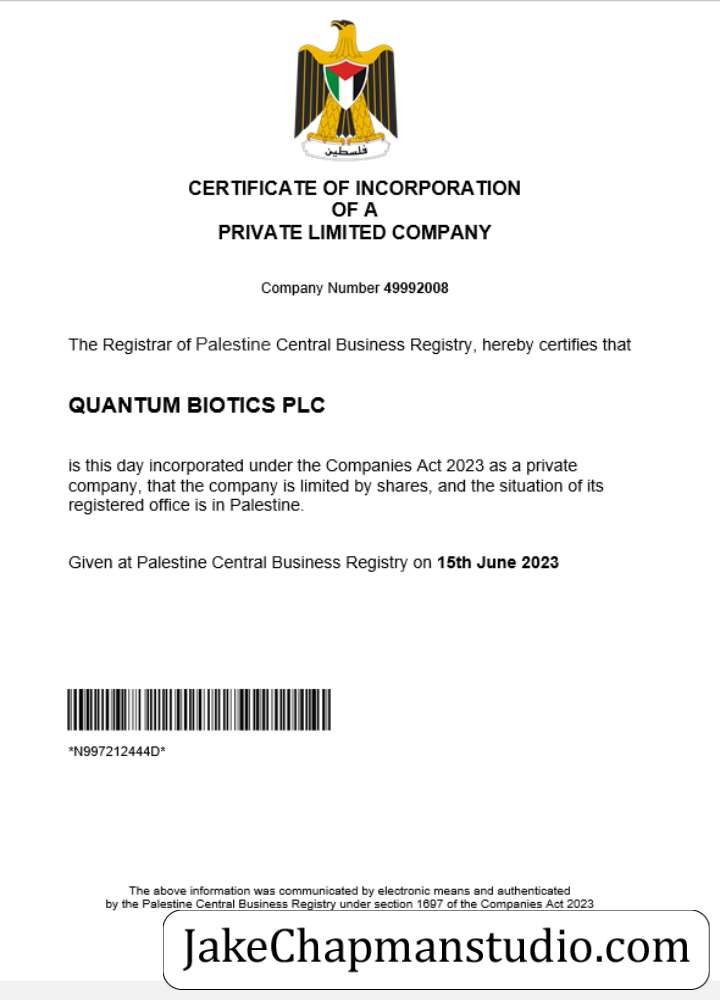 فلسطين
CERTIFICATE OF INCORPORATION
OF A
PRIVATE LIMITED COMPANY
Company Number 49992008
The Registrar of Palestine Central Business Registry, hereby certifies that
QUANTUM BIOTICS PLC
is this day incorporated under the Companies Act 2023 as a private
company, that the company is limited by shares, and the situation of its
registered office is in Palestine.
Given at Palestine Central Business Registry on 15th June 2023
*N997212444D*
The above information was communicated by electronic means and authenticated
by the Palestine Central Business Registry under section 1697 of the Companies Act 2023
JakeChapmanstudio.com